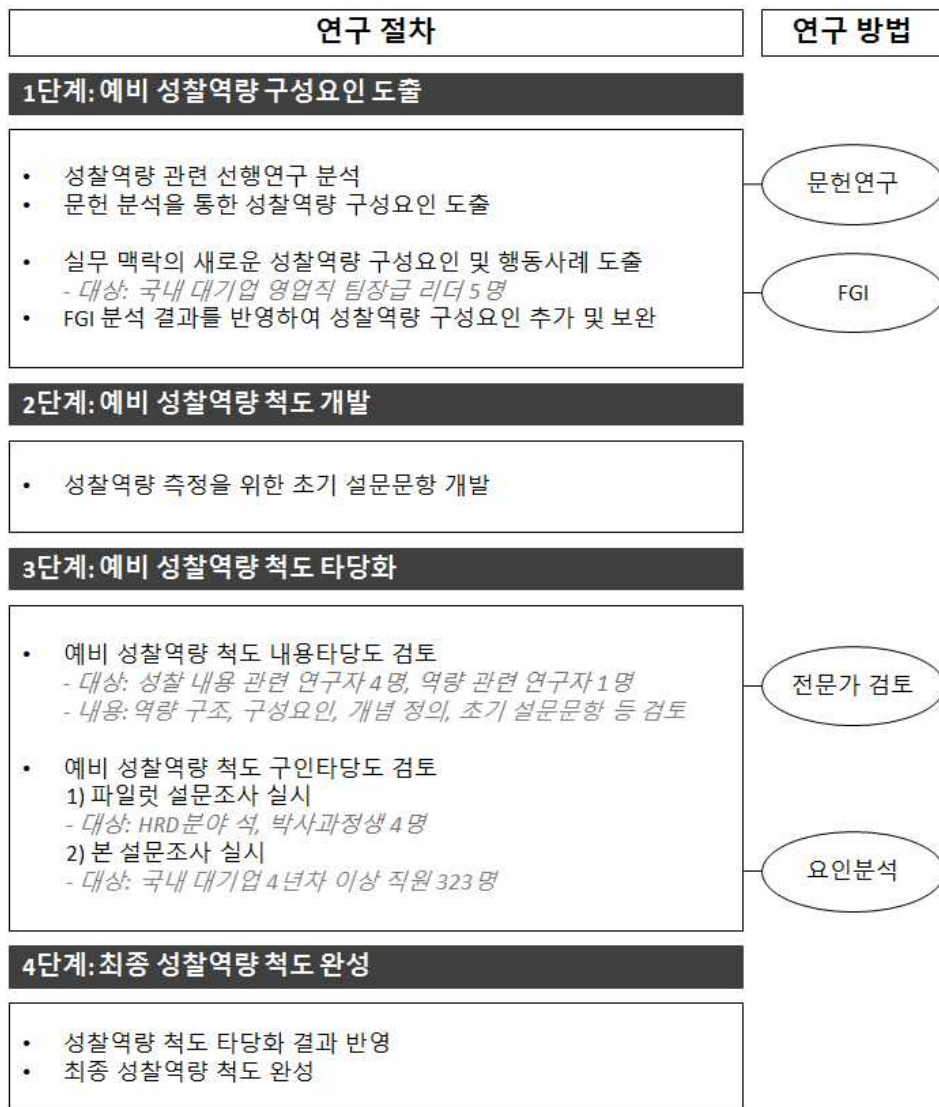 연구 절차
연구 방법
1단계: 예비 성찰역량 구성요인 도출
• 성찰역량 관련 선행연구 분석
• 문헌 분석을 통한 성찰역량 구성요인 도출
문헌연구
• 실무 맥락의 새로운 성찰역량 구성요인 및 행동사례 도출
- 대상: 국내 대기업 영업직 팀장급 리더 5명
• FGI 분석 결과를 반영하여 성찰역량 구성요인 추가 및 보완
FGI
2단계: 예비 성찰역량 척도 개발
• 성찰역량 측정을 위한 초기 설문문항 개발
3단계: 예비 성찰역량 척도 타당화
• 예비 성찰역량 척도 내용타당도 검토
- 대상: 성찰 내용 관련 연구자 4명, 역량 관련 연구자 1명
- 내용: 역량 구조, 구성요인, 개념 정의, 초기 설문문항 등 검토
전문가 검토
• 예비 성찰역량 척도 구인타당도 검토
1) 파일럿 설문조사 실시
- 대상: HRD분야 석, 박사과정생 4명
2) 본 설문조사 실시
- 대상: 국내 대기업 4년차 이상 직원 323명
요인분석
4단계: 최종 성찰역량 척도 완성
• 성찰역량 척도 타당화 결과 반영
• 최종 성찰역량 척도 완성